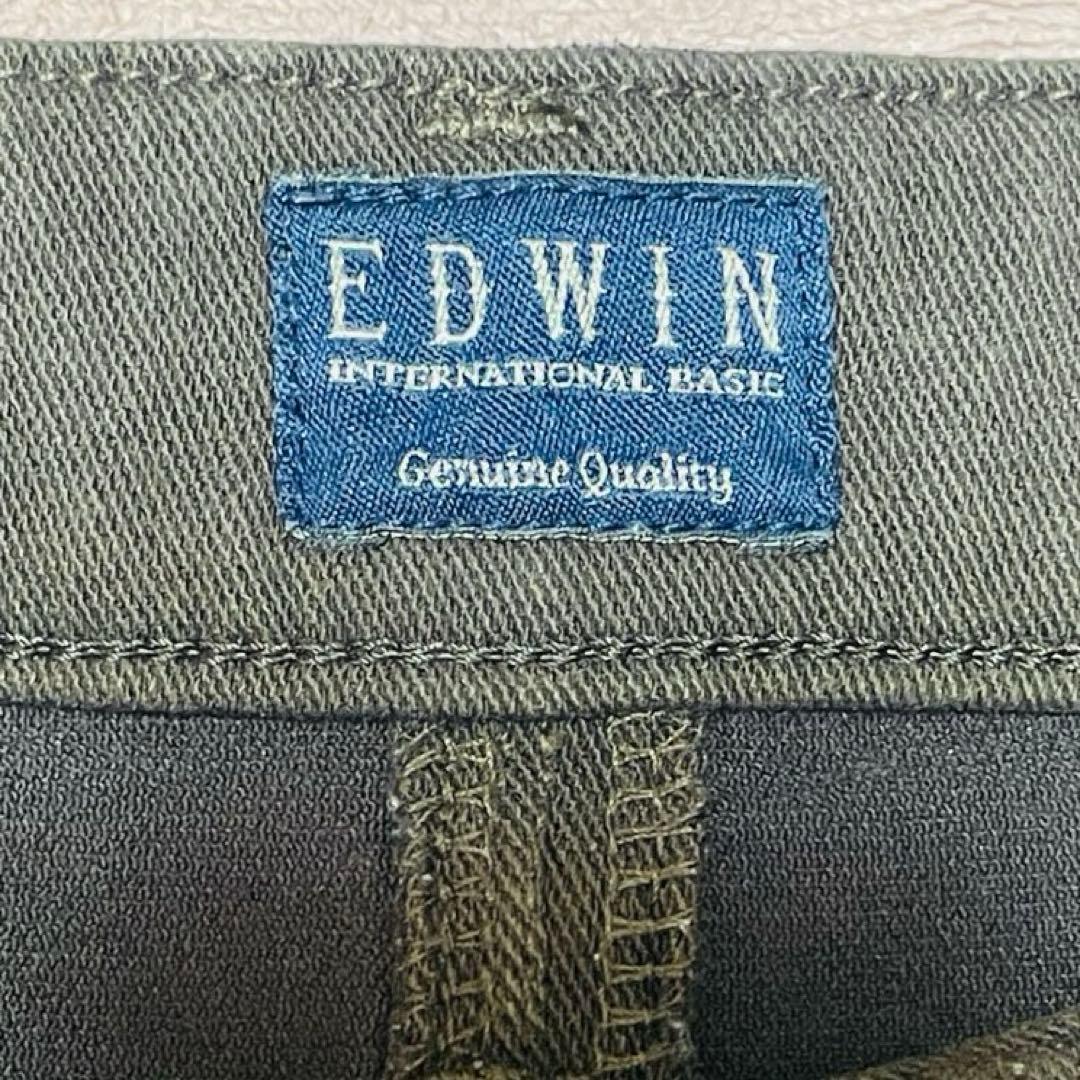 EDWIN
INTERNATIONAL BASIC
Genuine Quality